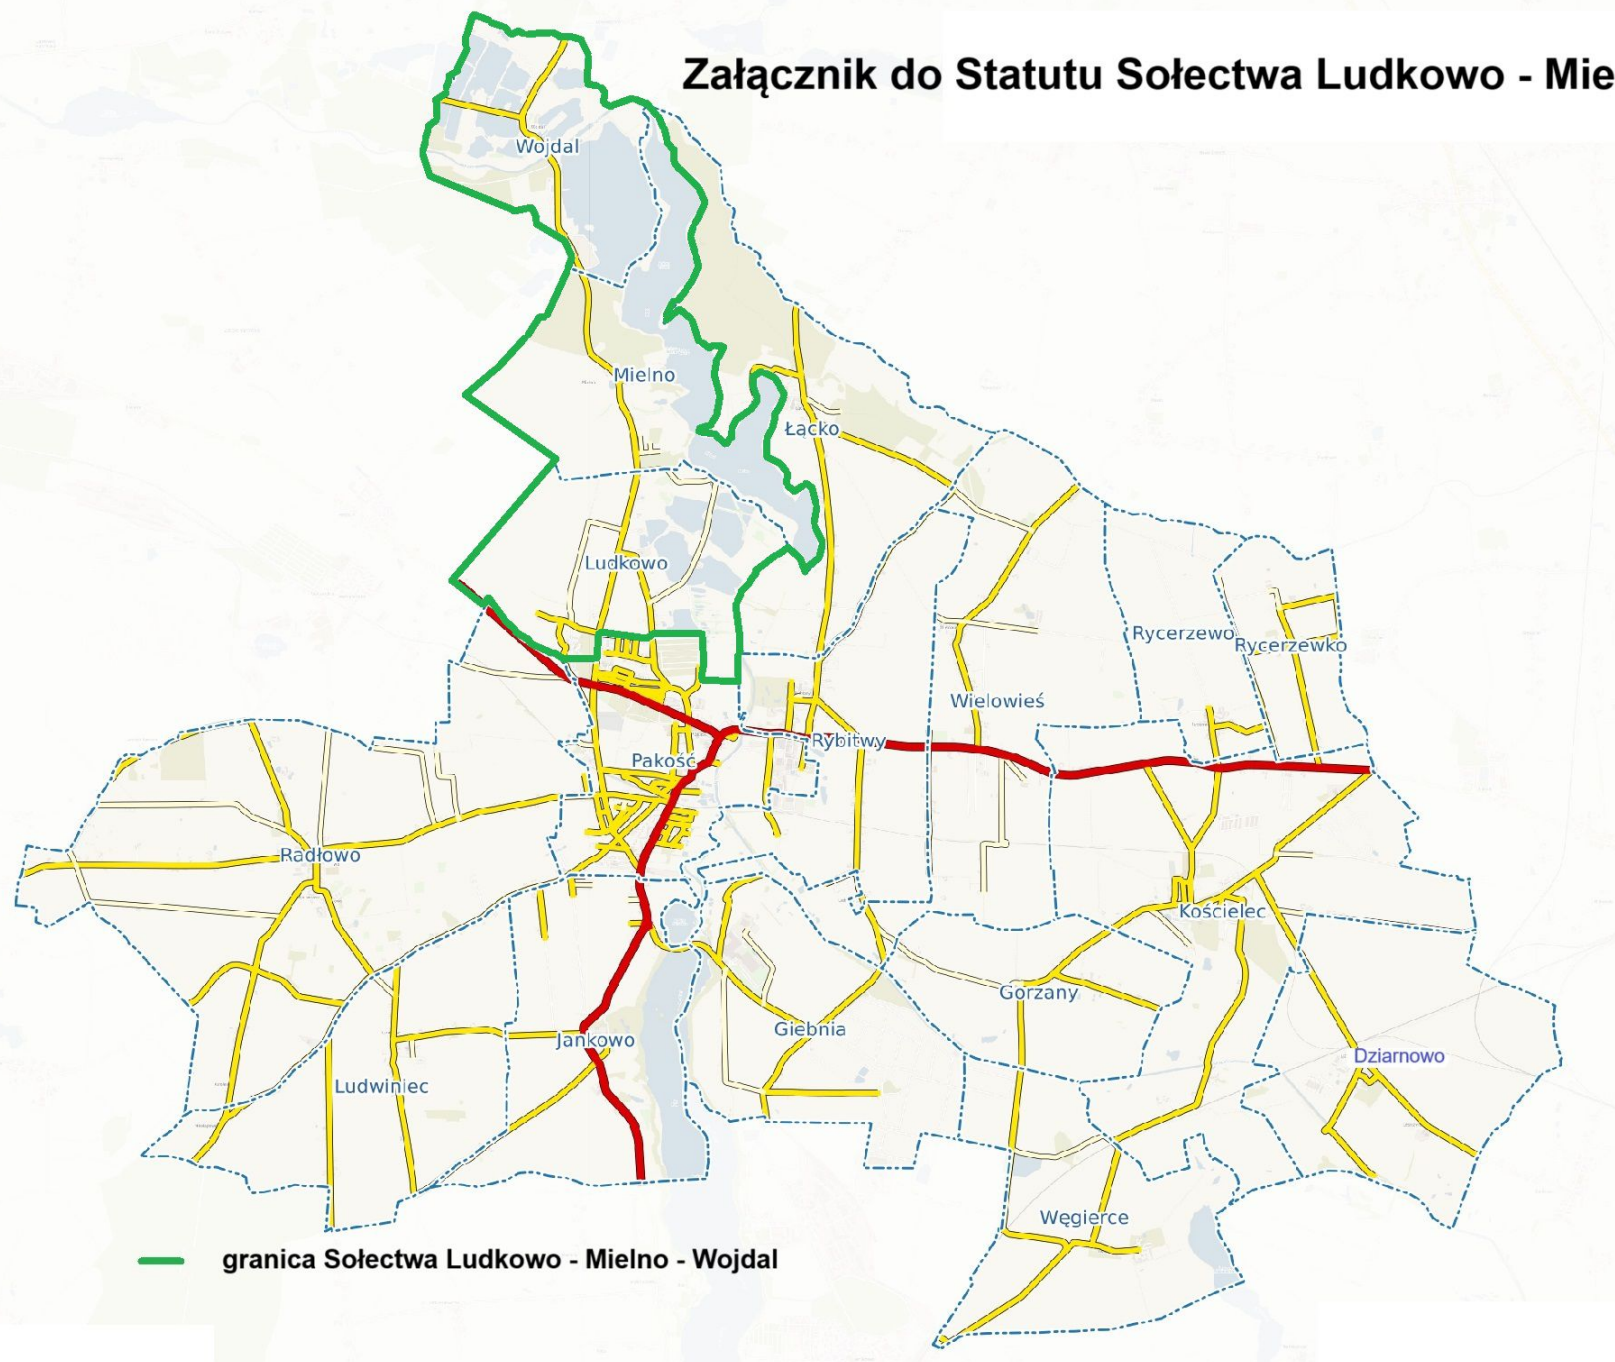 Załącznik do Statutu Sołectwa Ludkowo - Mie
Wojdal
Mielno
Łącko
Ludkowo
Rycerzewo
Rycerzewko
Wielowieś
Rybitwy
Pakość
Radłowo
Kościelec
Gorzany
Giebnia
Jankowo
Dziarnowo
Ludwiniec
Węgierce
granica Sołectwa Ludkowo - Mielno - Wojdal